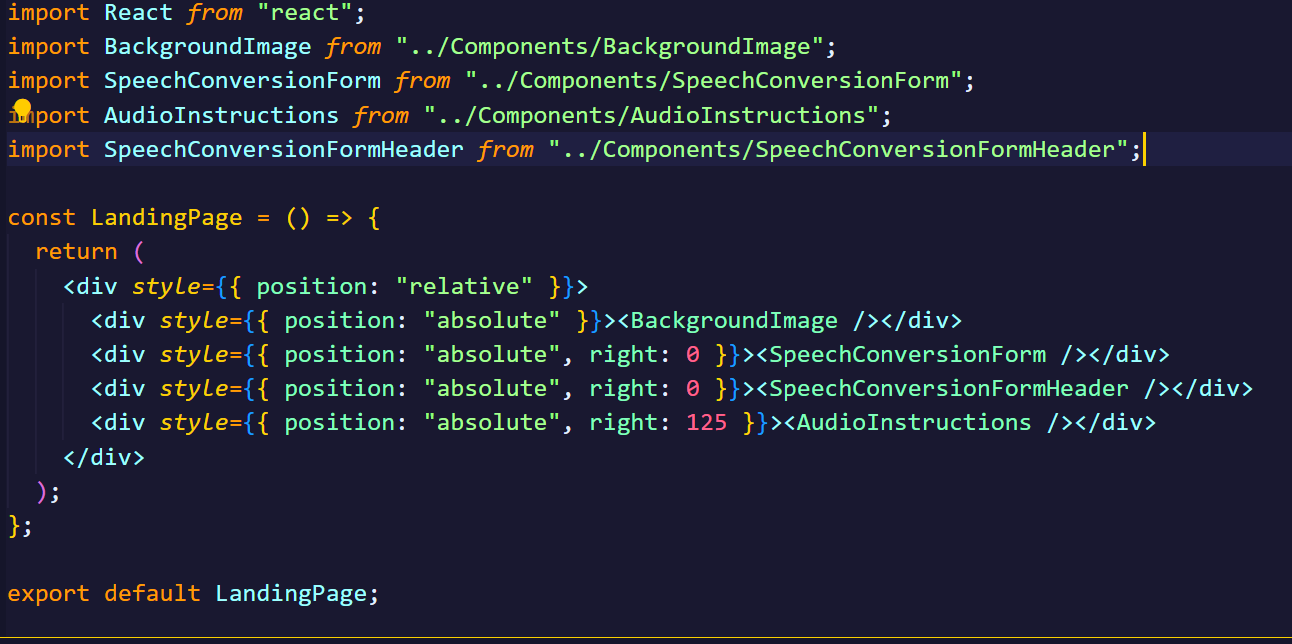 import React from "react";
import BackgroundImage from "../Components/BackgroundImage";
import SpeechConversionForm from "../Components/SpeechConversionForm";
import AudioInstructions from "../Components/AudioInstructions";
import SpeechConversionFormHeader from "../Components/SpeechConversionFormHeader";

const LandingPage = () => {
  return (
    <div style={{ position: "relative" }}>
      <div style={{ position: "absolute" }}><BackgroundImage /></div>
      <div style={{ position: "absolute", right: 0 }}><SpeechConversionForm /></div>
      <div style={{ position: "absolute", right: 0 }}><SpeechConversionFormHeader /></div>
      <div style={{ position: "absolute", right: 125 }}><AudioInstructions /></div>
    </div>
  );
};

export default LandingPage;